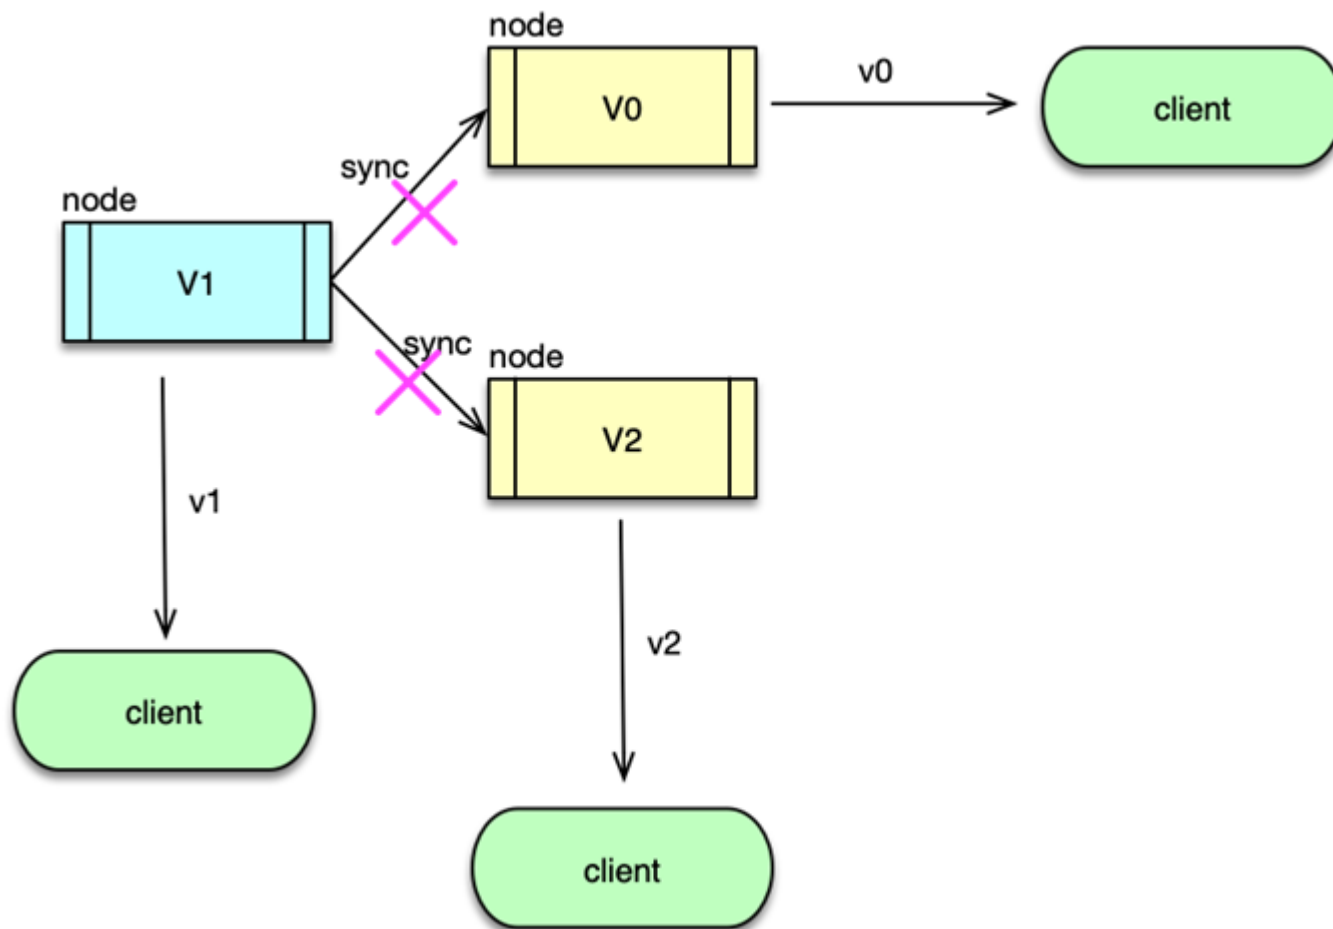 node
V0
v0
client
sync
node
V1
sync
node
V2
v1
v2
client
client